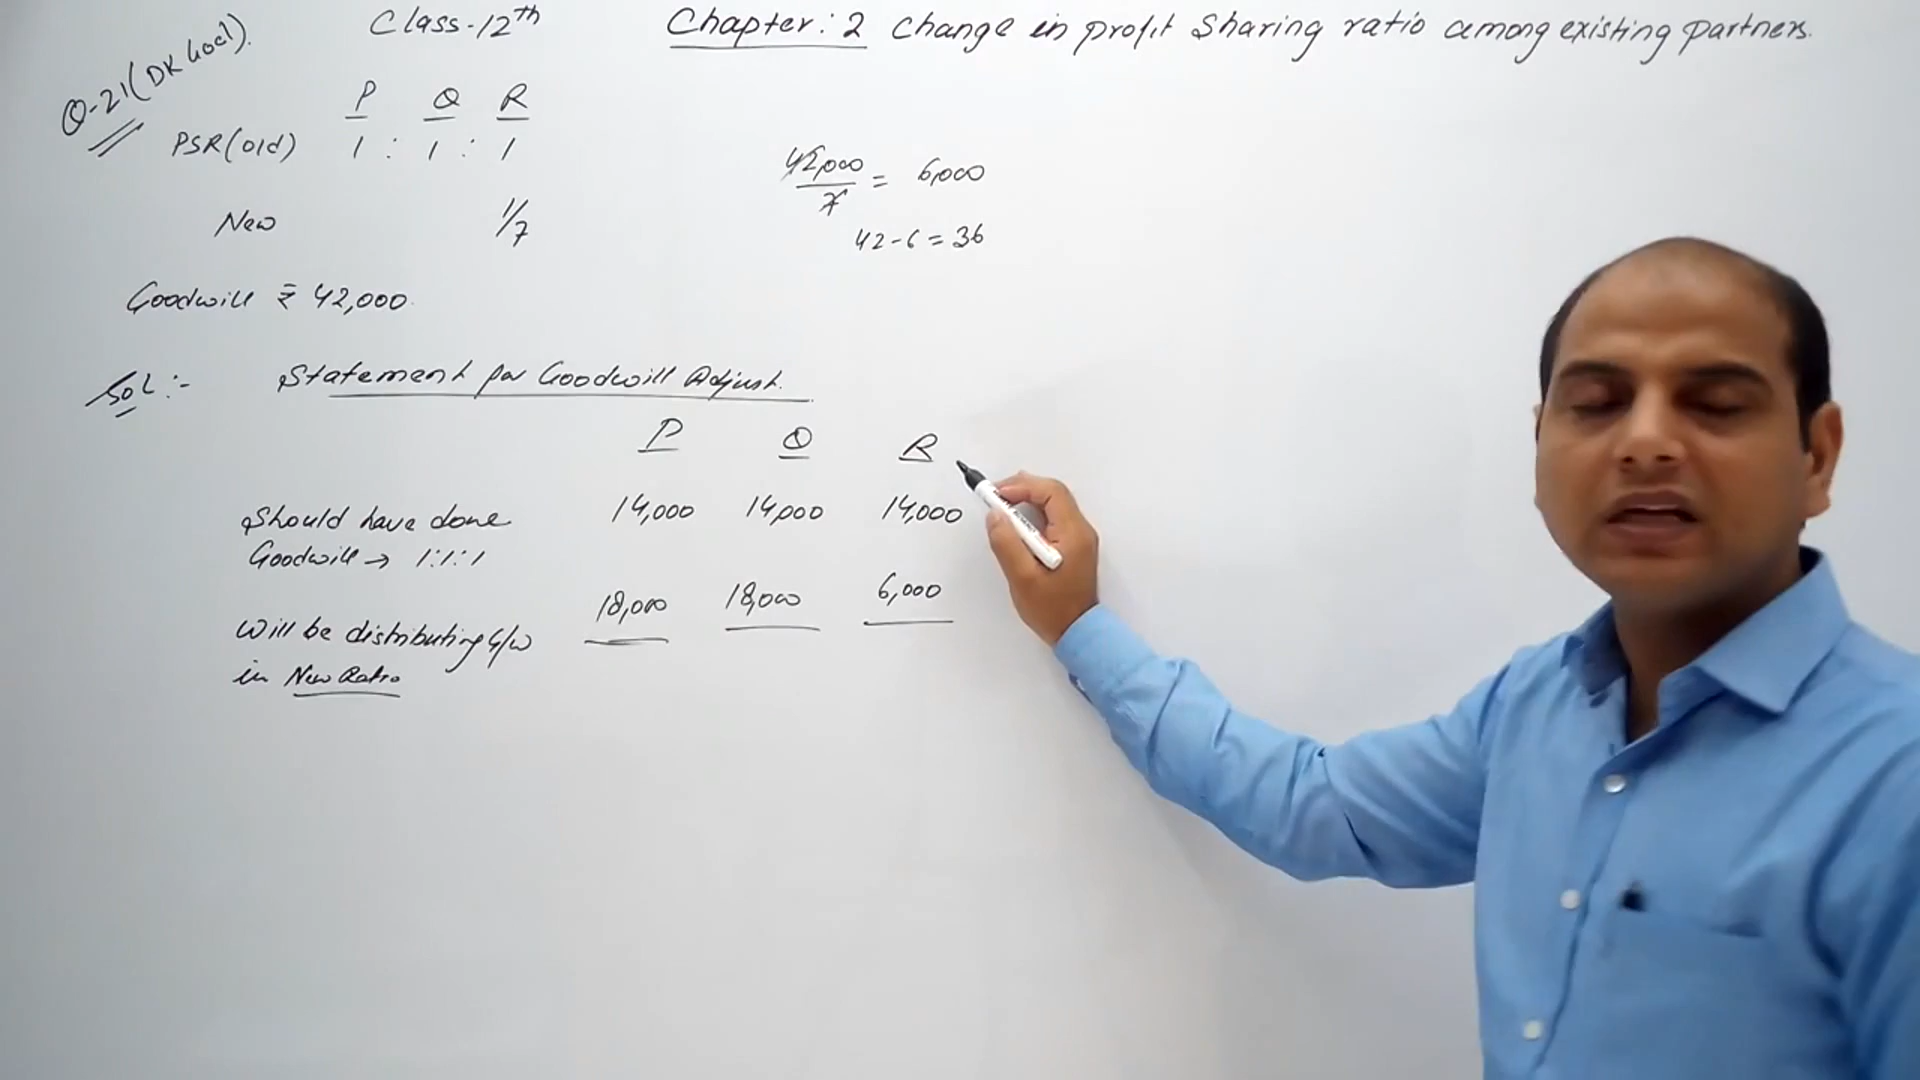 Class-12th
Chapter:2 Change in profit Sharing ratio among existing partners.
Q-21(DK Goel).
P Q R
PSR(old) 1 : 1 : 1
New 1/7
Goodwill ₹ 42,000.
42,000/7 = 6,000
42-6=36
Sol:- Statement for Goodwill Adjust.
P Q R
Should have done 14,000 14,000 14,000
Goodwill → 1:1:1
Will be distributing G/w 18,000 18,000 6,000
in New Ratio